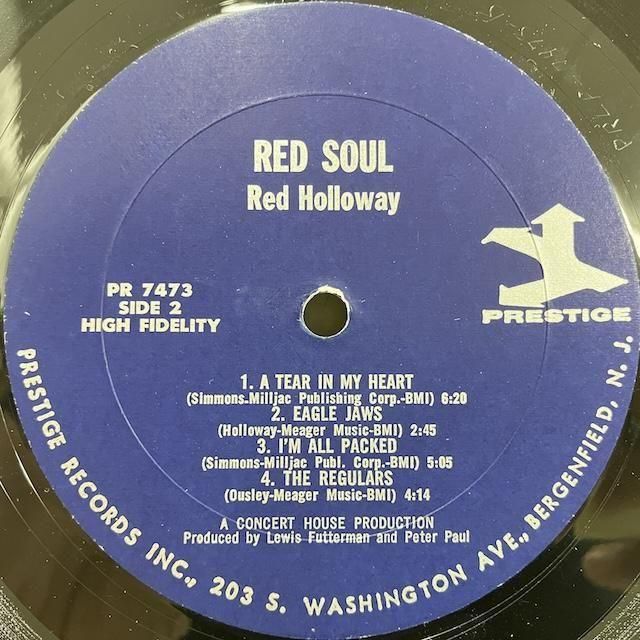 RED SOUL
Red Holloway
PR 7473
SIDE 2
HIGH FIDELITY
PRESTIGE
1. A TEAR IN MY HEART
(Simmons-Milljac Publishing Corp.-BMI) 6:20
2. EAGLE JAWS
(Holloway-Meager Music-BMI) 2:45
3. I'M ALL PACKED
(Simmons-Milljac Publ. Corp.-BMI) 5:05
4. THE REGULARS
(Ousley-Meager Music-BMI) 4:14
A CONCERT HOUSE PRODUCTION
Produced by Lewis Futterman and Peter Paul
PRESTIGE RECORDS INC., 203 S. WASHINGTON AVE., BERGENFIELD, N. J.